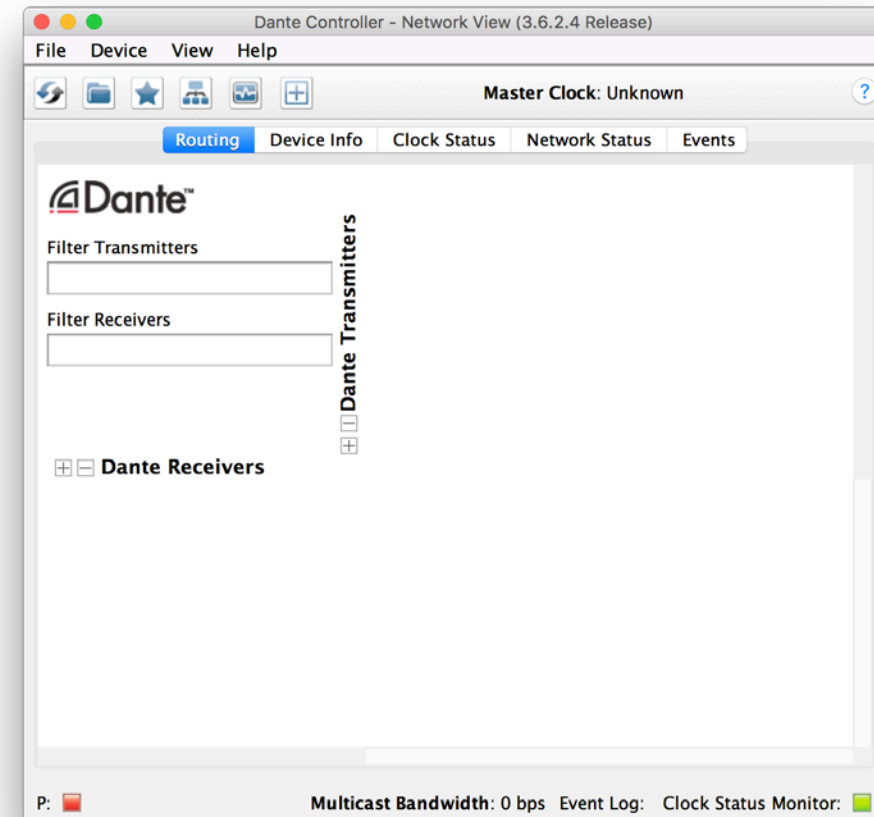 Dante Controller - Network View (3.6.2.4 Release)
File Device View Help
Master Clock: Unknown ?
Routing Device Info Clock Status Network Status Events
Dante™
Filter Transmitters
Filter Receivers
Dante Transmitters
Dante Receivers
P: Multicast Bandwidth: 0 bps Event Log: Clock Status Monitor: